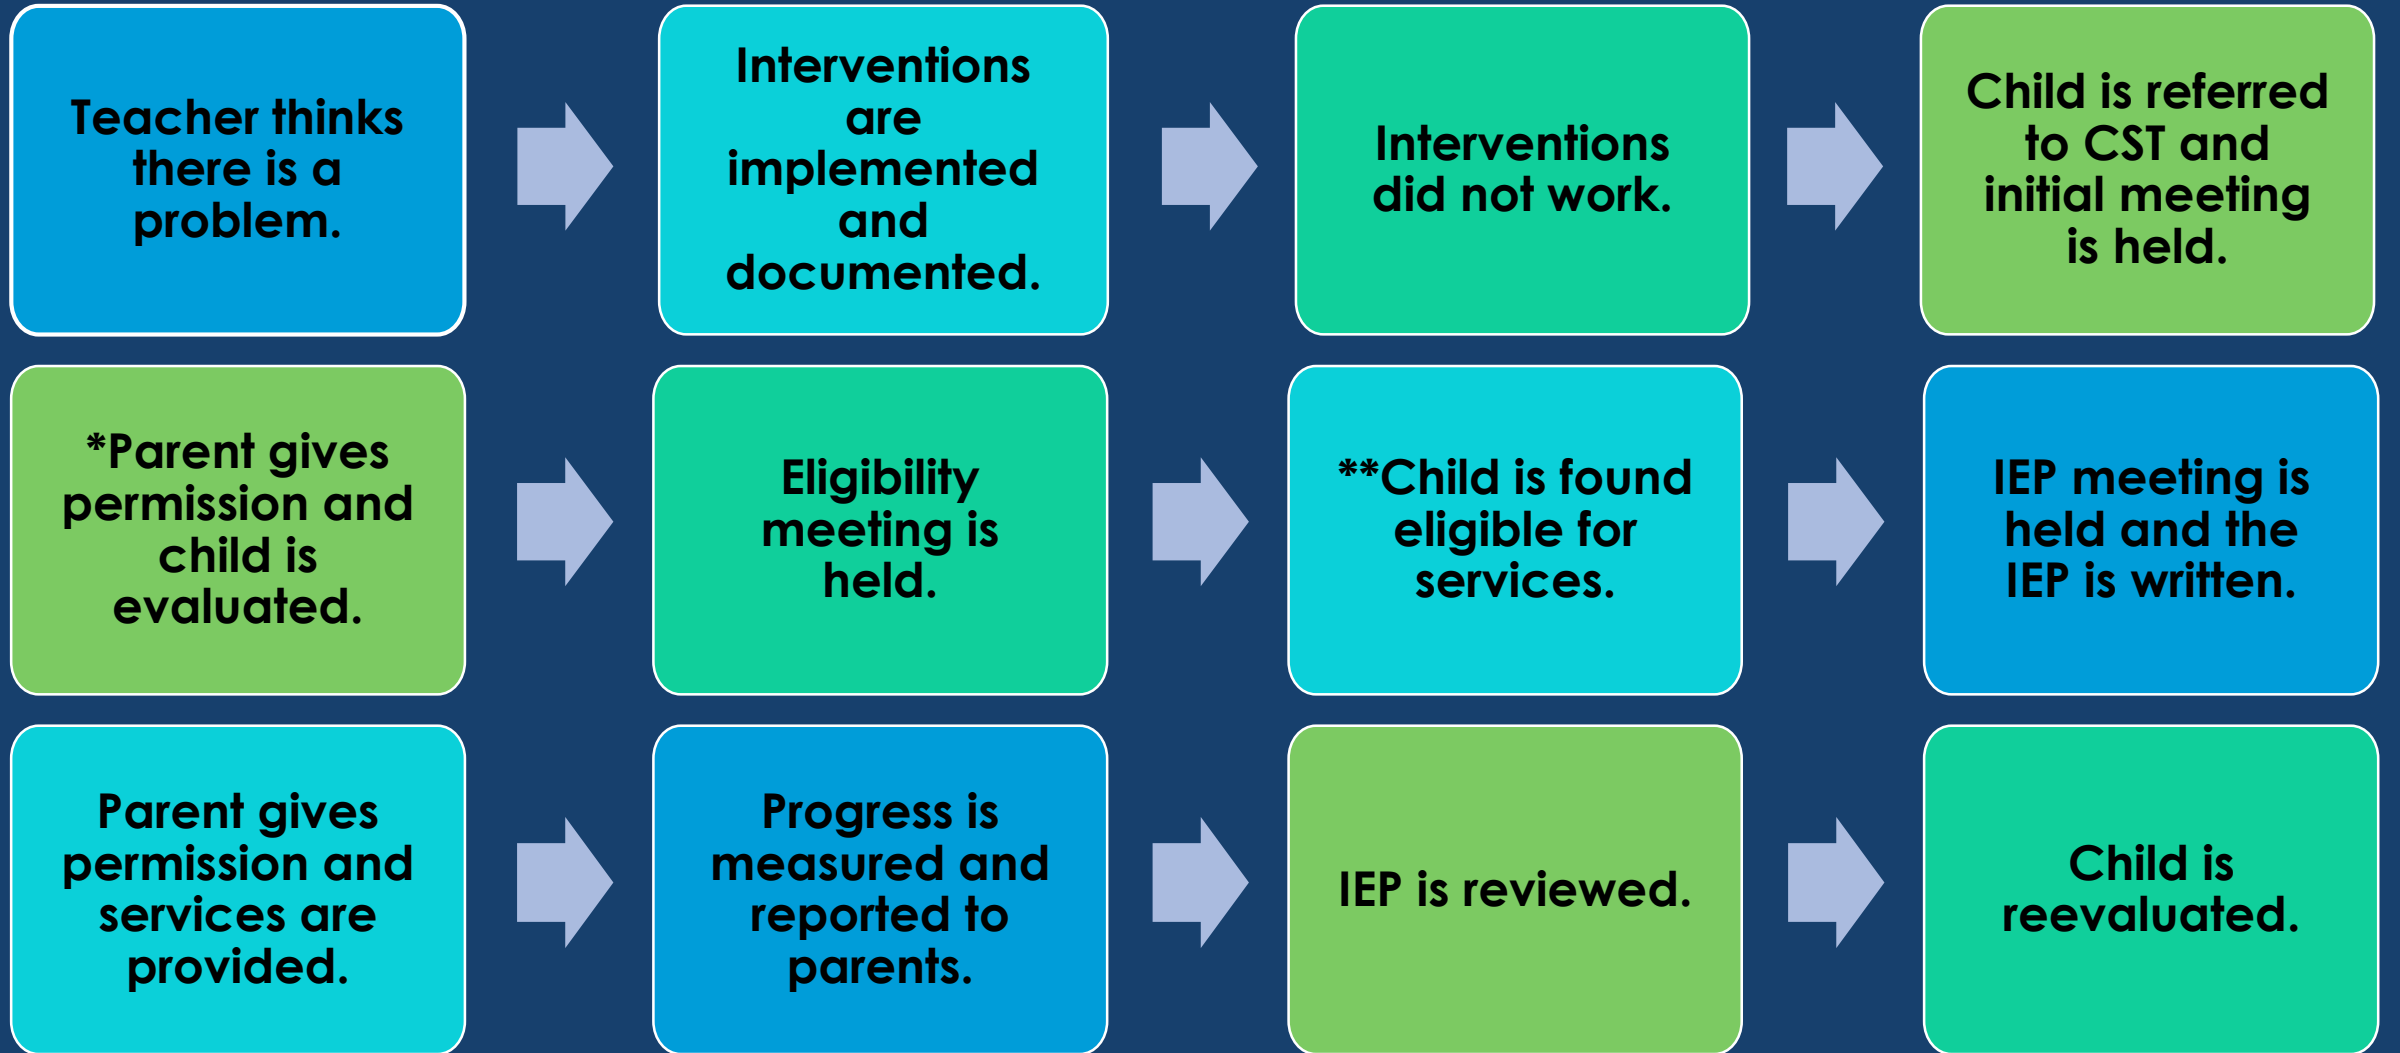 Teacher thinks
there is a
problem.
Interventions
are
implemented
and
documented.
Interventions
did not work.
Child is referred
to CST and
initial meeting
is held.
*Parent gives
permission and
child is
evaluated.
Eligibility
meeting is
held.
**Child is found
eligible for
services.
IEP meeting is
held and the
IEP is written.
Parent gives
permission and
services are
provided.
Progress is
measured and
reported to
parents.
IEP is reviewed.
Child is
reevaluated.